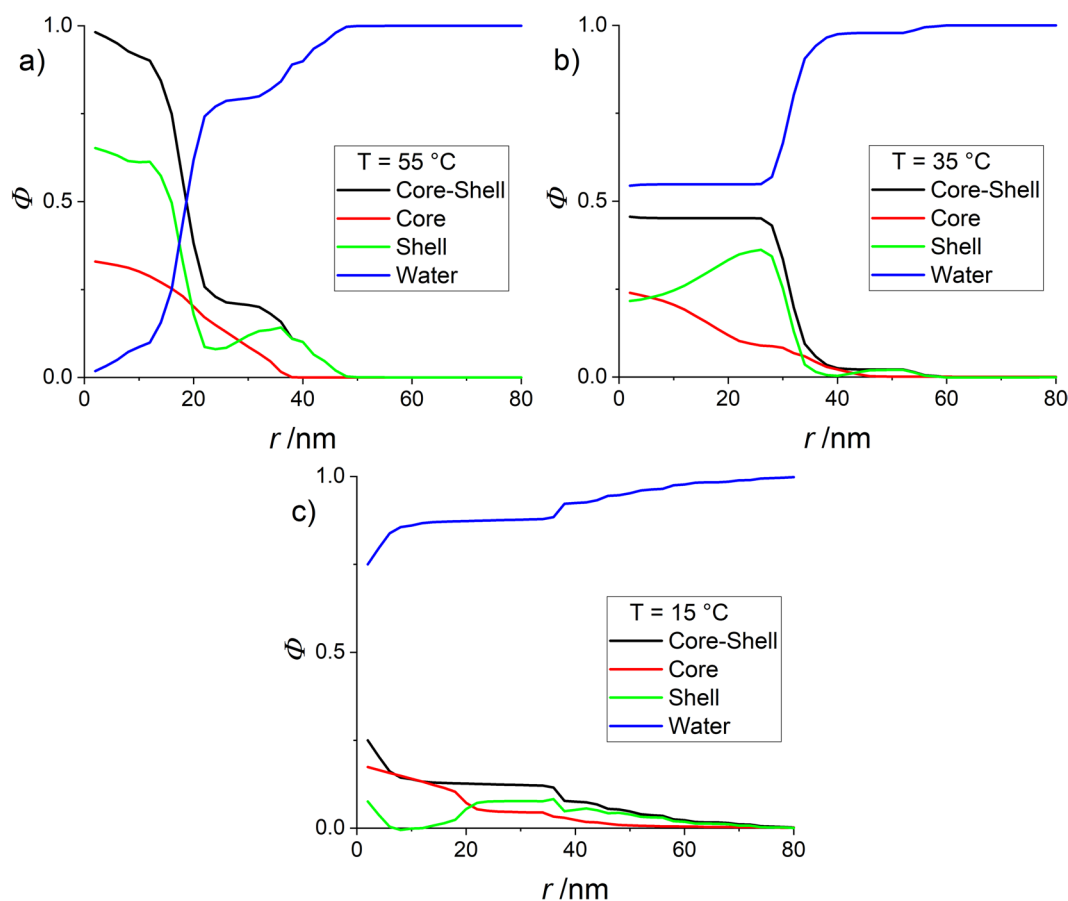 a)
1.0
0.5
0.0
Φ
T = 55 °C
Core-Shell
Core
Shell
Water
0 20 40 60 80
r /nm
b)
1.0
0.5
0.0
Φ
T = 35 °C
Core-Shell
Core
Shell
Water
0 20 40 60 80
r /nm
c)
1.0
0.5
0.0
Φ
T = 15 °C
Core-Shell
Core
Shell
Water
0 20 40 60 80
r /nm